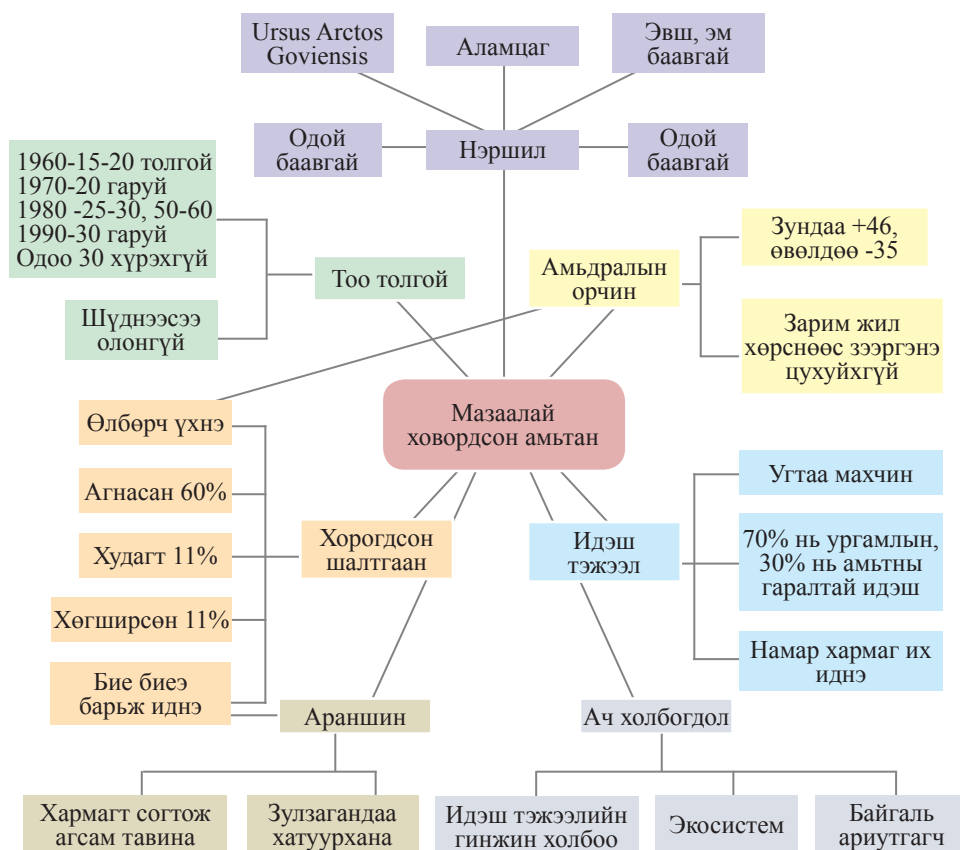 Ursus Arctos
Goviensis
Аламцаг
Эвш, эм
баавгай
Одой
баавгай
Нэршил
Одой
баавгай
1960-15-20 толгой
1970-20 гаруй
1980 -25-30, 50-60
1990-30 гаруй
Одоо 30 хүрэхгүй
Шүднээсээ
олонгүй
Тоо толгой
Амьдралын
орчин
Зундаа +46,
өвөлдөө -35
Зарим жил
хөрснөөс зээргэнэ
цухуйхгүй
Мазаалай
ховордсон амьтан
Өлбөрч үхнэ
Агнасан 60%
Худагт 11%
Хөгширсөн 11%
Бие биеэ
барьж иднэ
Хорогдсон
шалтгаан
Идэш
тэжээл
Угтаа махчин
70% нь ургамлын,
30% нь амьтны
гаралтай идэш
Намар хармаг их
иднэ
Араншин
Ач холбогдол
Хармагт согтож
агсам тавина
Зулзагандаа
хатуурхана
Идэш тэжээлийн
гинжин холбоо
Экосистем
Байгаль
ариутгагч